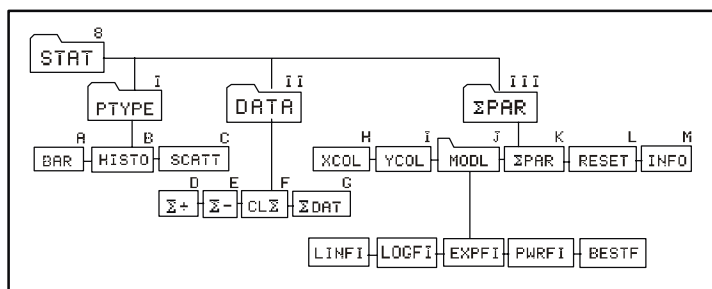 8
STAT
I II III
PTYPE DATA ΣPAR
A B C H I J K L M
BAR HISTO SCATT XCOL YCOL MODL ΣPAR RESET INFO
D E F G
Σ+ Σ- CLΣ ΣDAT
LINFI LOGFI EXPFI PWRFI BESTF